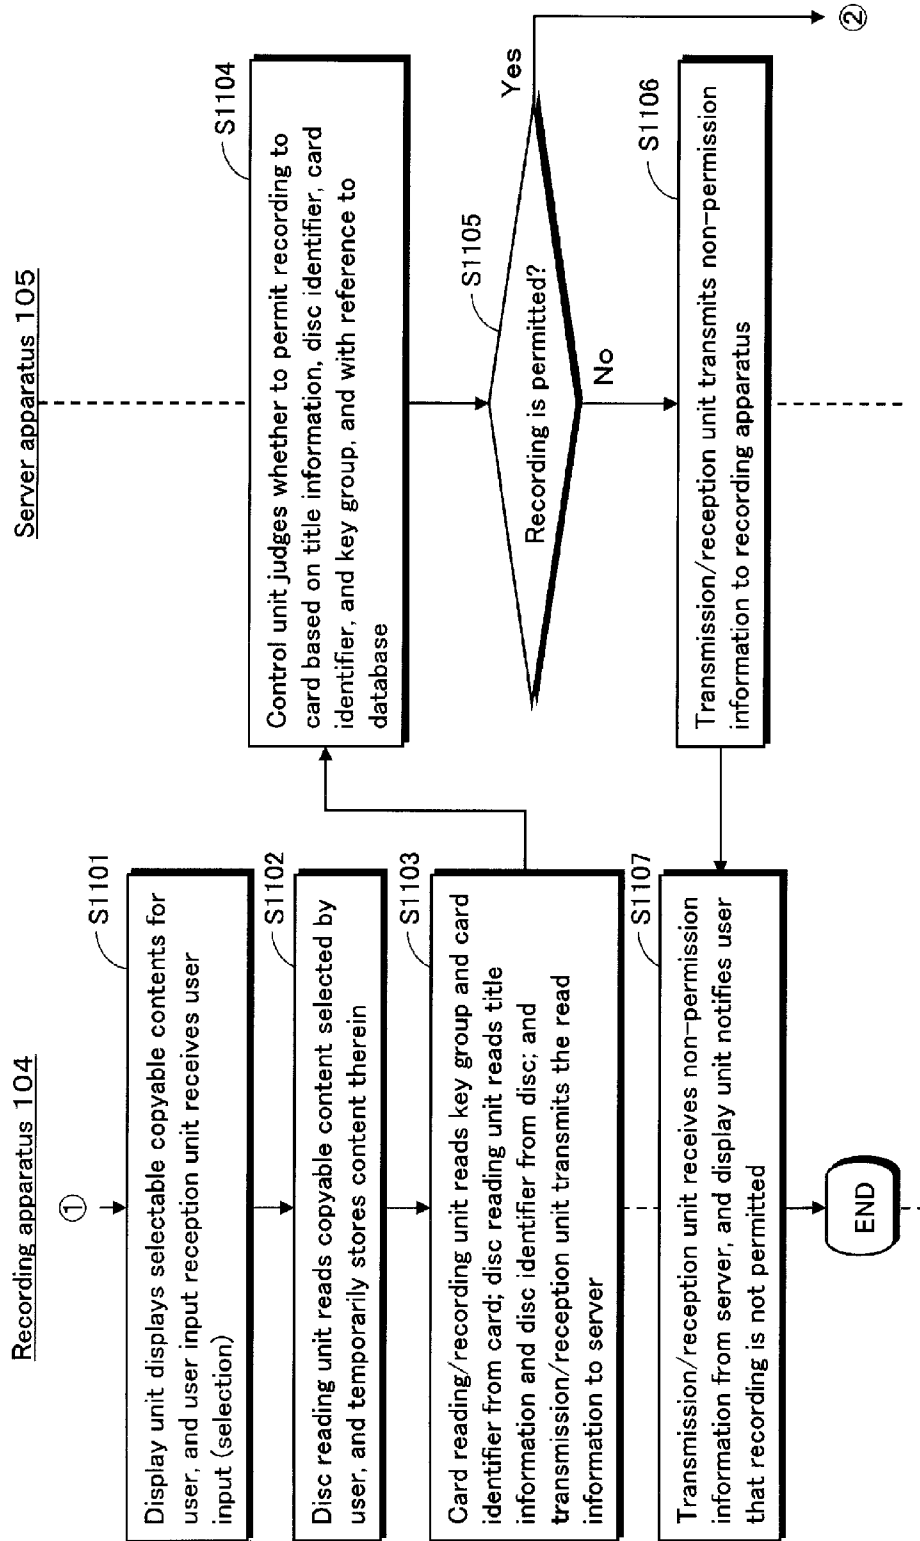 Recording apparatus 104
①
S1101
Display unit displays selectable copyable contents for
user, and user input reception unit receives user
input (selection)
S1102
Disc reading unit reads copyable content selected by
user, and temporarily stores content therein
S1103
Card reading/recording unit reads key group and card
identifier from card; disc reading unit reads title
information and disc identifier from disc; and
transmission/reception unit transmits the read
information to server
S1107
Transmission/reception unit receives non-permission
information from server, and display unit notifies user
that recording is not permitted
END
Server apparatus 105
S1104
Control unit judges whether to permit recording to
card based on title information, disc identifier, card
identifier, and key group, and with reference to
database
S1105
Recording is permitted?
Yes
②
No
S1106
Transmission/reception unit transmits non-permission
information to recording apparatus